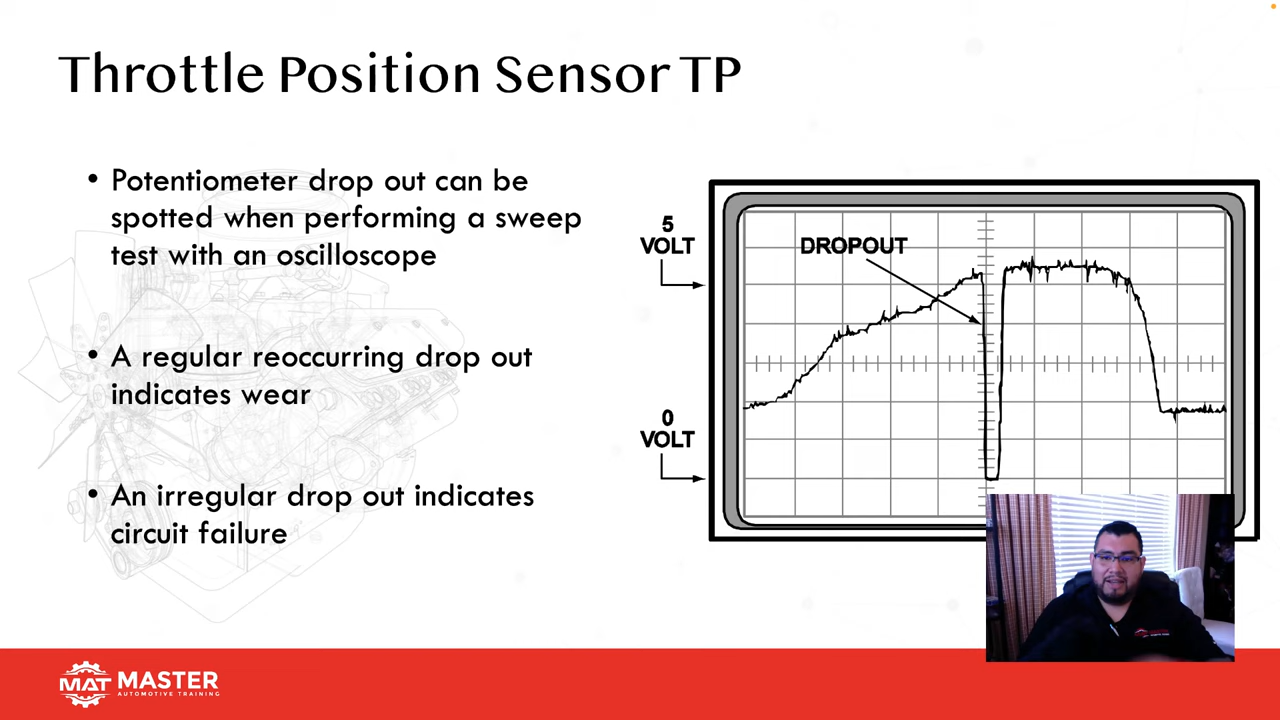 Throttle Position Sensor TP
• Potentiometer drop out can be
spotted when performing a sweep
test with an oscilloscope
• A regular reoccurring drop out
indicates wear
• An irregular drop out indicates
circuit failure
5
VOLT
DROPOUT
0
VOLT
MAT MASTER
AUTOMOTIVE TRAINING